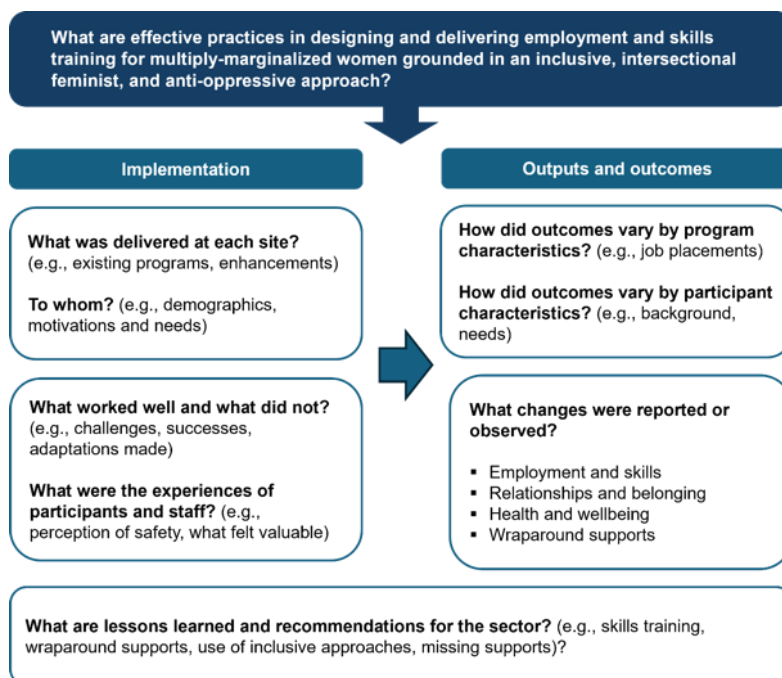 What are effective practices in designing and delivering employment and skills
training for multiply-marginalized women grounded in an inclusive, intersectional
feminist, and anti-oppressive approach?
Implementation
What was delivered at each site?
(e.g., existing programs, enhancements)
To whom? (e.g., demographics,
motivations and needs)
What worked well and what did not?
(e.g., challenges, successes,
adaptations made)
What were the experiences of
participants and staff? (e.g.,
perception of safety, what felt valuable)
Outputs and outcomes
How did outcomes vary by program
characteristics? (e.g., job placements)
How did outcomes vary by participant
characteristics? (e.g., background,
needs)
What changes were reported or
observed?
▪ Employment and skills
▪ Relationships and belonging
▪ Health and wellbeing
▪ Wraparound supports
What are lessons learned and recommendations for the sector? (e.g., skills training,
wraparound supports, use of inclusive approaches, missing supports)?